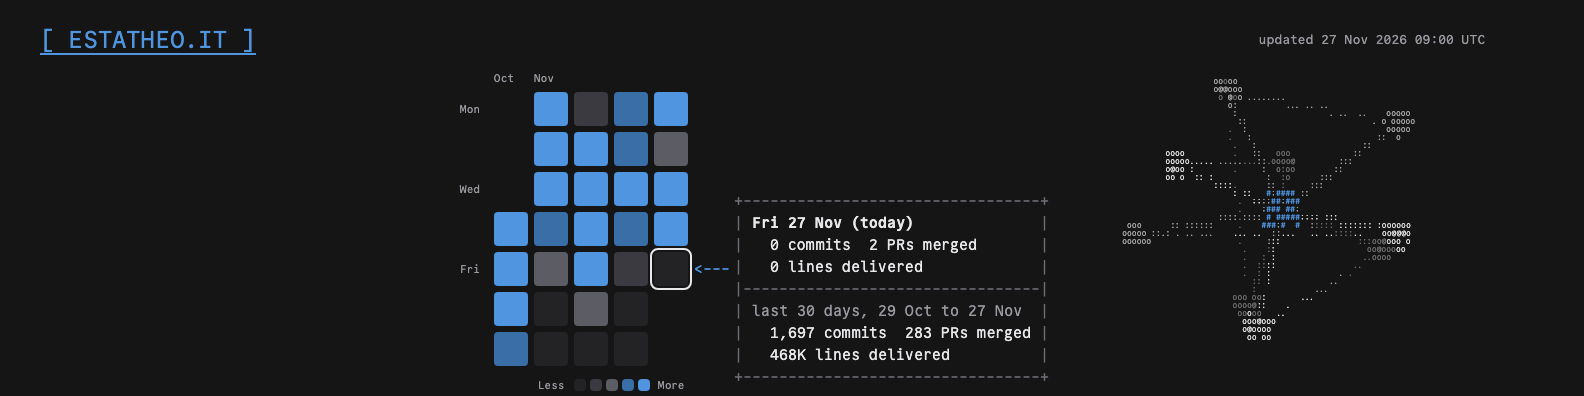 [ ESTATHEO.IT ]
updated 27 Nov 2026 09:00 UTC
Oct Nov
Mon
Wed
Fri
Fri 27 Nov (today)
0 commits 2 PRs merged
0 lines delivered
last 30 days, 29 Oct to 27 Nov
1,697 commits 283 PRs merged
468K lines delivered
Less More